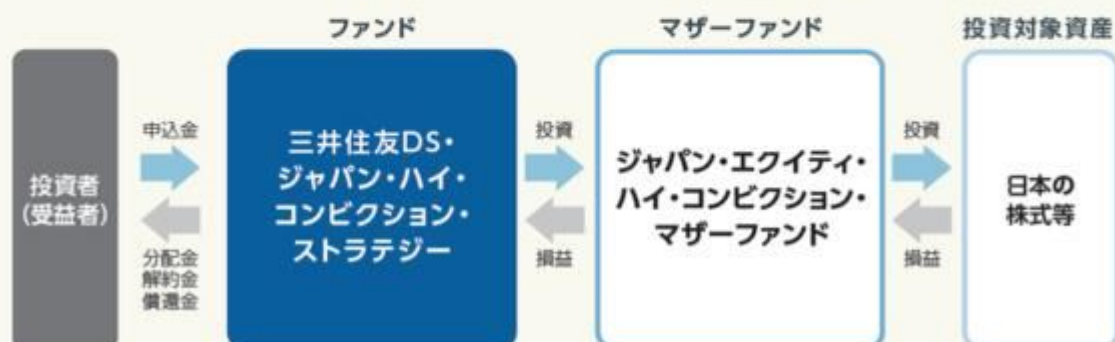 ファンド
マザーファンド
投資対象資産
投資者
(受益者)
申込金
分配金
解約金
償還金
三井住友DS・
ジャパン・ハイ・
コンビクション・
ストラテジー
投資
損益
ジャパン・エクイティ・
ハイ・コンビクション・
マザーファンド
投資
損益
日本の
株式等